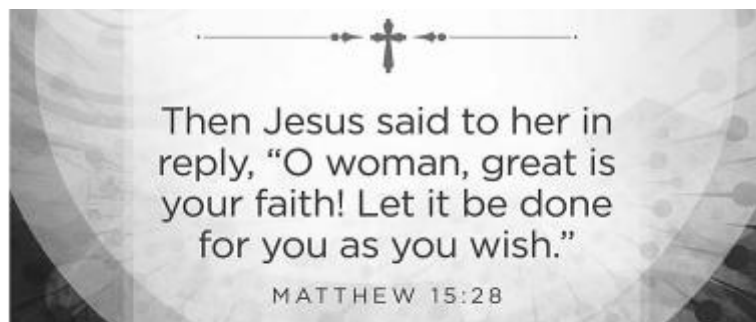 Then Jesus said to her in
reply, “O woman, great is
your faith! Let it be done
for you as you wish.”
MATTHEW 15:28